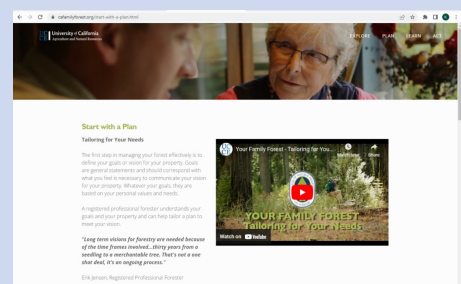 cafamilyforest.org/start-with-a-plan.html
University of California
Agriculture and Natural Resources
EXPLORE PLAN LEARN ACT
Start with a Plan
Tailoring for Your Needs
The first step in managing your forest effectively is to
define your goals or vision for your property. Goals
are general statements and should correspond with
what you feel is necessary to communicate your vision
for your property. Whatever your goals, they are
based on your personal values and needs.
A registered professional forester understands your
goals and your property and can help tailor a plan to
meet your vision.
"Long term visions for forestry are needed because
of the time frames involved...thirty years from a
seedling to a merchantable tree. That's not a one
shot deal, it's an ongoing process."
Erik Jensen, Registered Professional Forester
Your Family Forest - Tailoring for You...
Watch later
Share
YOUR FAMILY FOREST
Tailoring for Your Needs
Watch on YouTube